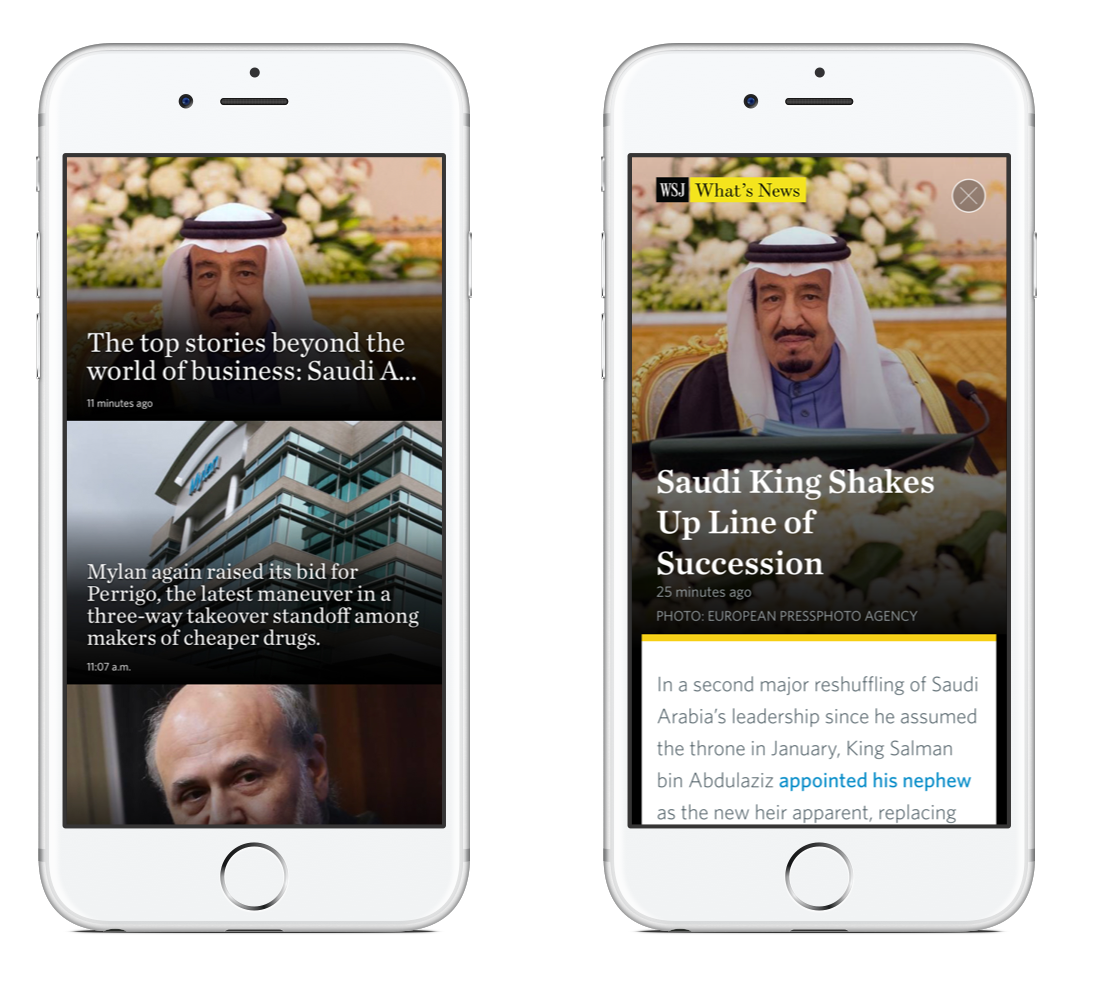 The top stories beyond the
world of business: Saudi A...
11 minutes ago
Mylan
Mylan again raised its bid for
Perrigo, the latest maneuver in a
three-way takeover standoff among
makers of cheaper drugs.
11:07 a.m.
WSJ What's News
Saudi King Shakes
Up Line of
Succession
25 minutes ago
PHOTO: EUROPEAN PRESSPHOTO AGENCY
In a second major reshuffling of Saudi
Arabia's leadership since he assumed
the throne in January, King Salman
bin Abdulaziz appointed his nephew
as the new heir apparent, replacing